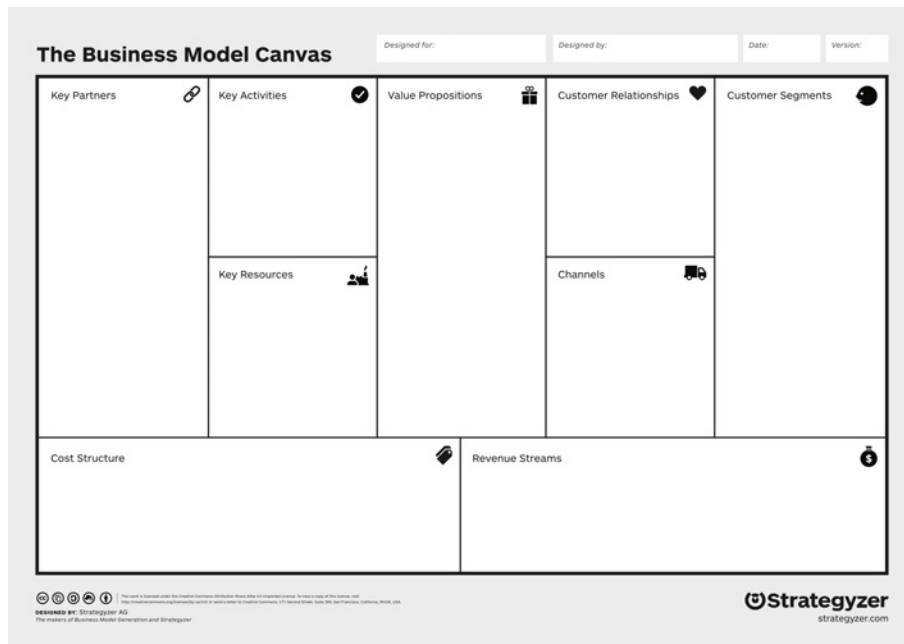 The Business Model Canvas
Designed for:
Designed by:
Date:
Version:
Key Partners
Key Activities
Value Propositions
Customer Relationships
Customer Segments
Key Resources
Channels
Cost Structure
Revenue Streams
$
DESIGNED BY: Strategyzer AG
The makers of Business Model Generation and Strategyzer
Strategyzer
strategyzer.com